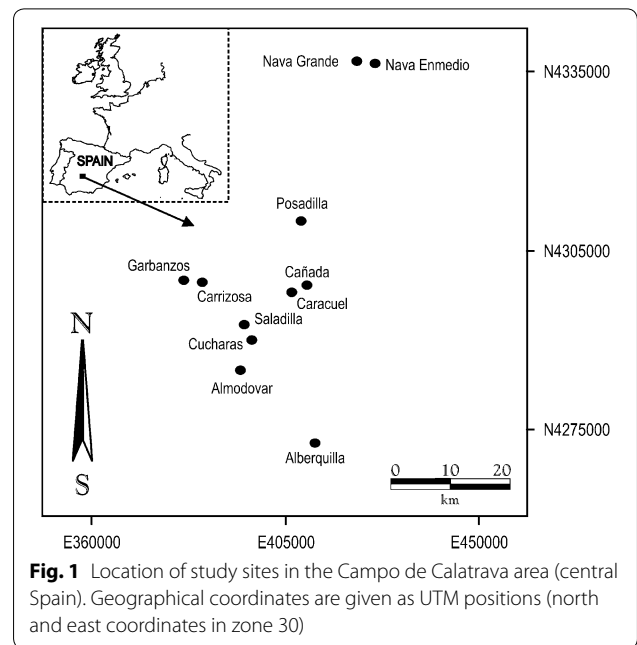 Nava Grande
Nava Enmedio
N4335000
SPAIN
Posadilla
N4305000
Garbanzos
Cañada
Carrizosa
Caracuel
Saladilla
N
Cucharas
Almodovar
N4275000
Alberquilla
0 10 20
S
km
E360000 E405000 E450000
Fig. 1 Location of study sites in the Campo de Calatrava area (central
Spain). Geographical coordinates are given as UTM positions (north
and east coordinates in zone 30)